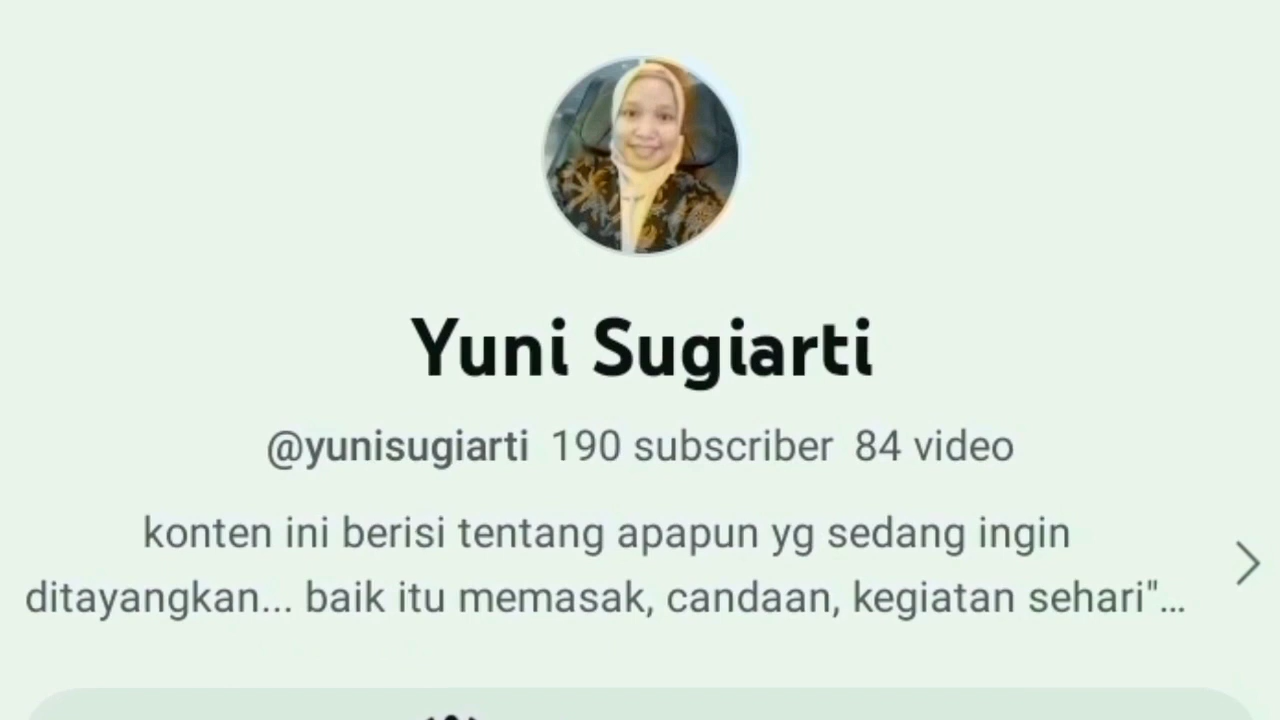 Yuni Sugiarti
@yunisugiarti 190 subscriber 84 video
konten ini berisi tentang apapun yg sedang ingin
ditayangkan... baik itu memasak, candaan, kegiatan sehari"...